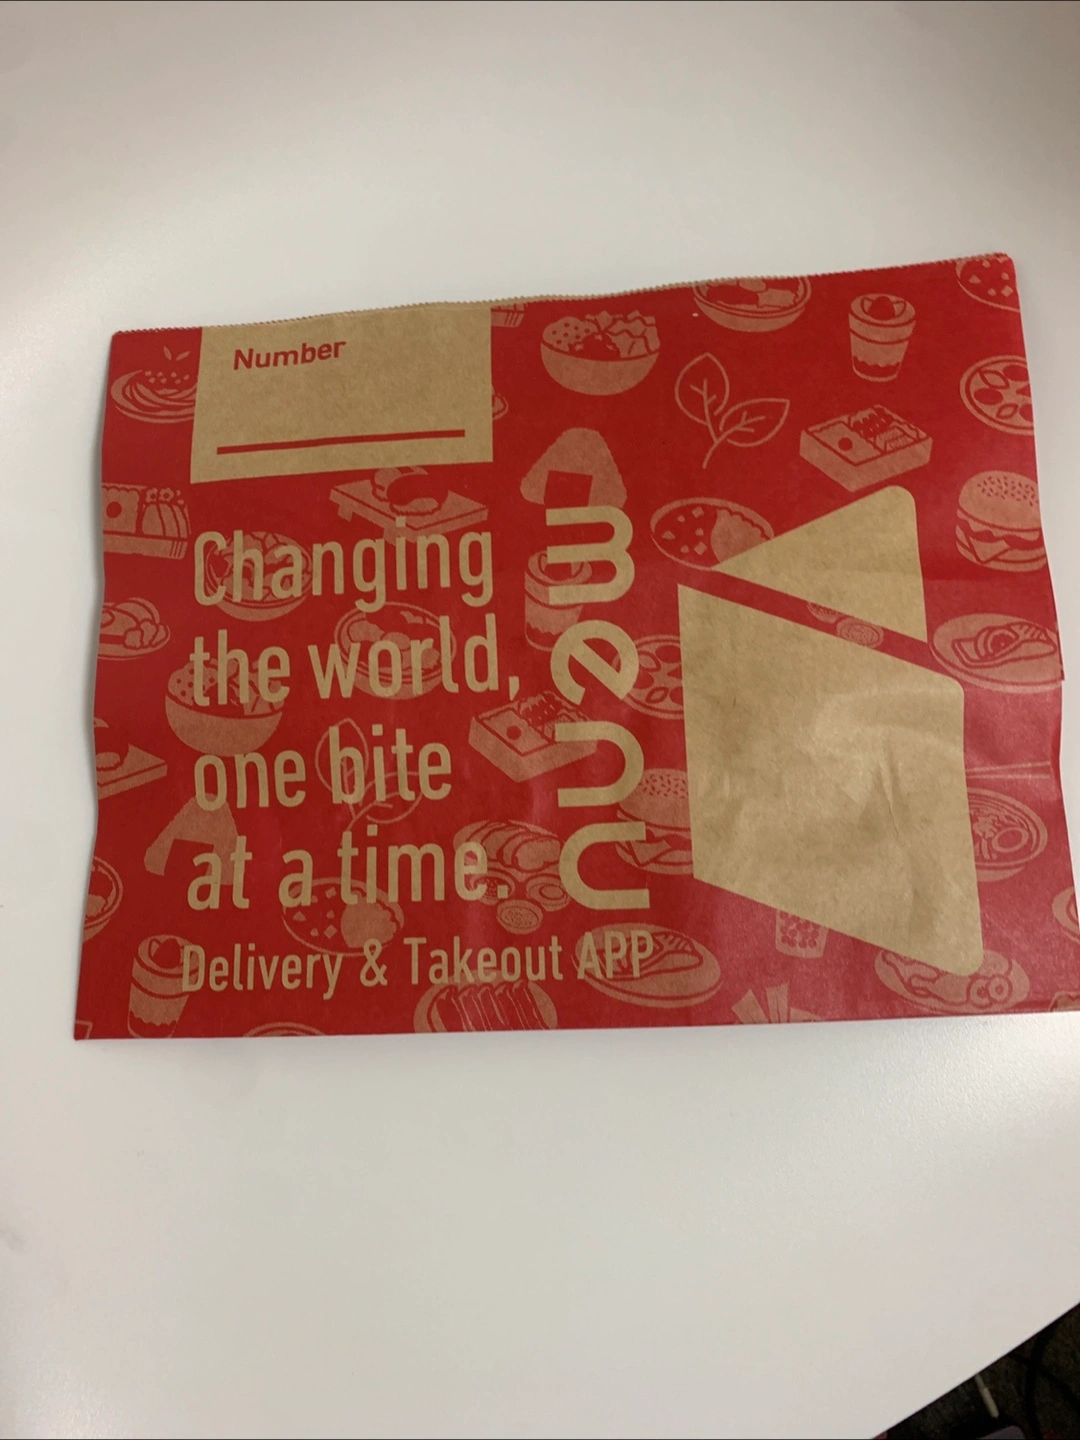 Number
Changing
the world,
one bite
at a time
menu
Delivery & Takeout APP